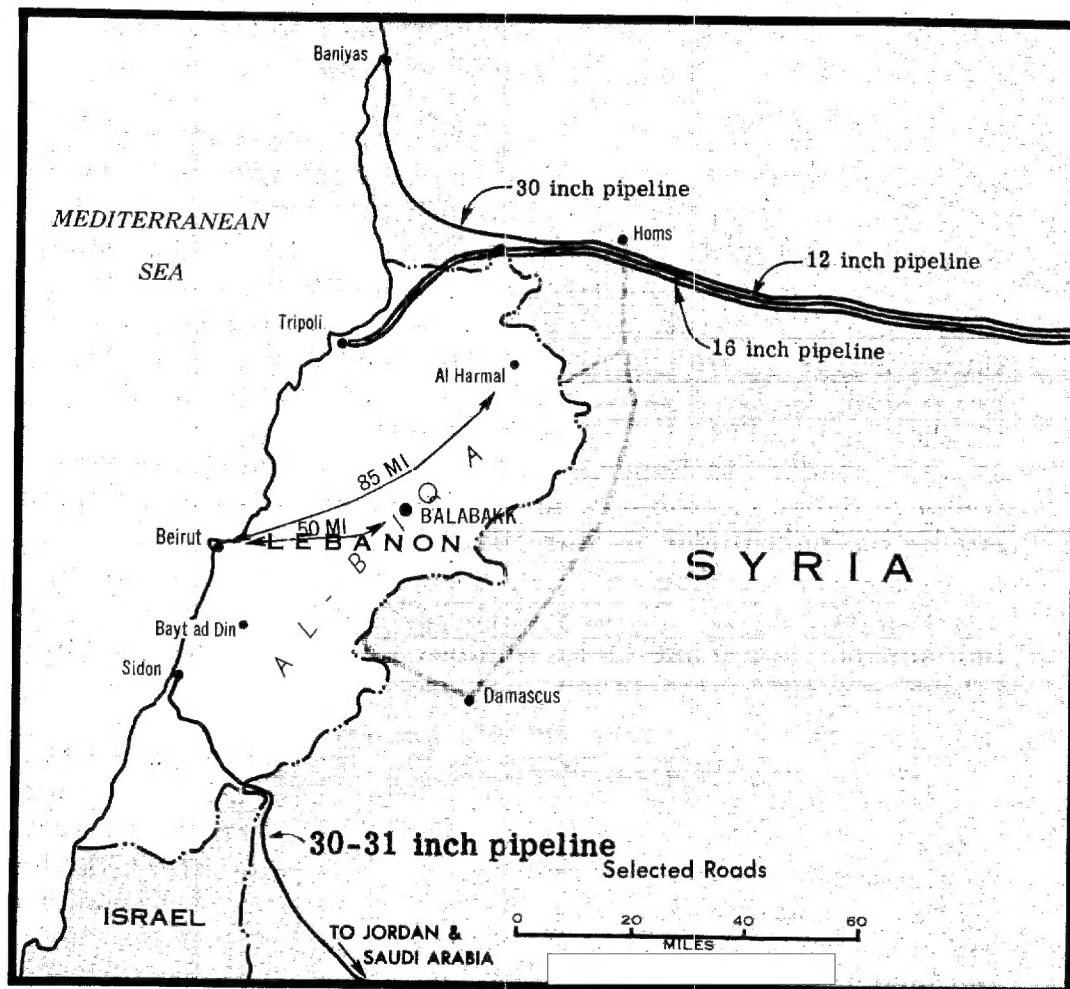 Baniyas
30 inch pipeline
MEDITERRANEAN
SEA
Homs
12 inch pipeline
Tripoli
16 inch pipeline
Al Harmal
85 MI
AL-BIQA
BALABAKK
50 MI
Beirut
LEBANON
SYRIA
Bayt ad Din
Sidon
Damascus
30-31 inch pipeline
Selected Roads
ISRAEL
0 20 40 60
MILES
TO JORDAN &
SAUDI ARABIA